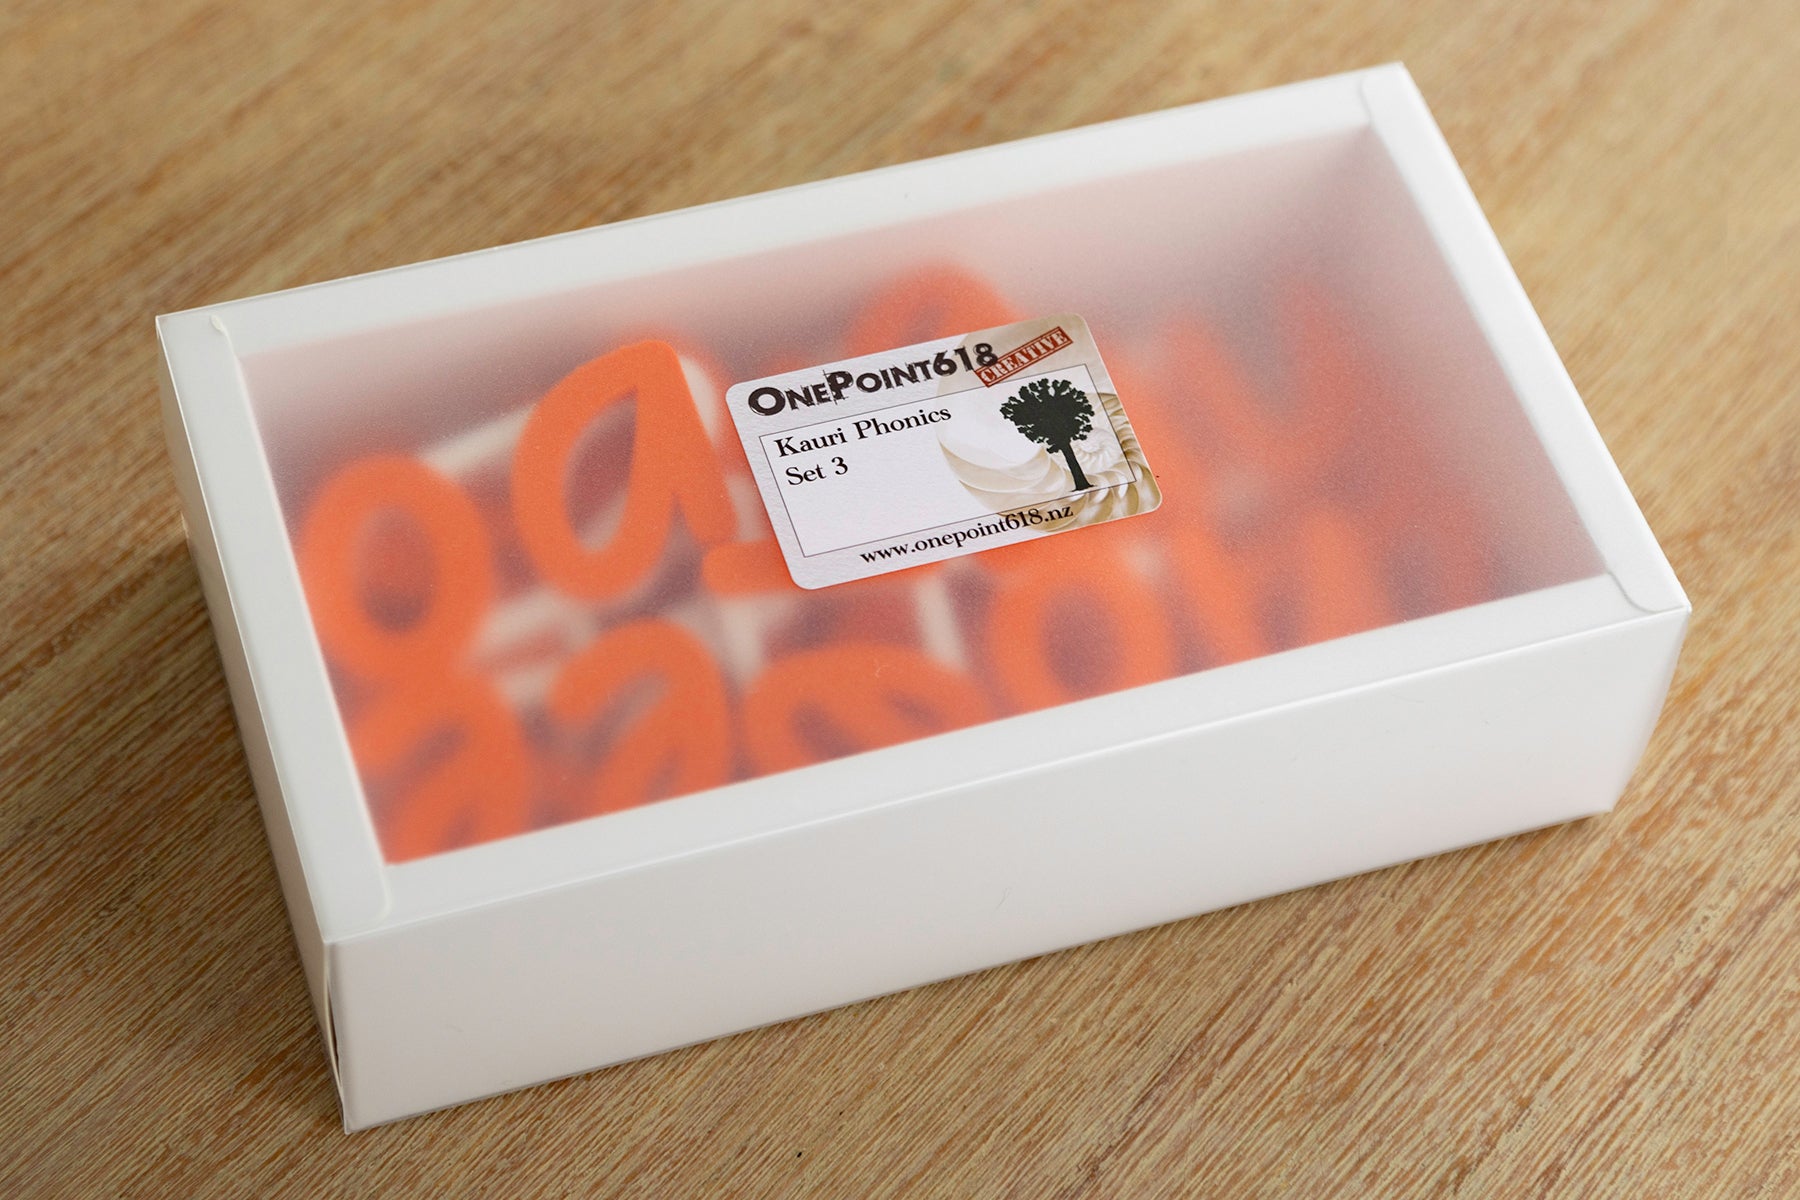 OnePoint618
CREATIVE
Kauri Phonics
Set 3
www.onepoint618.nz